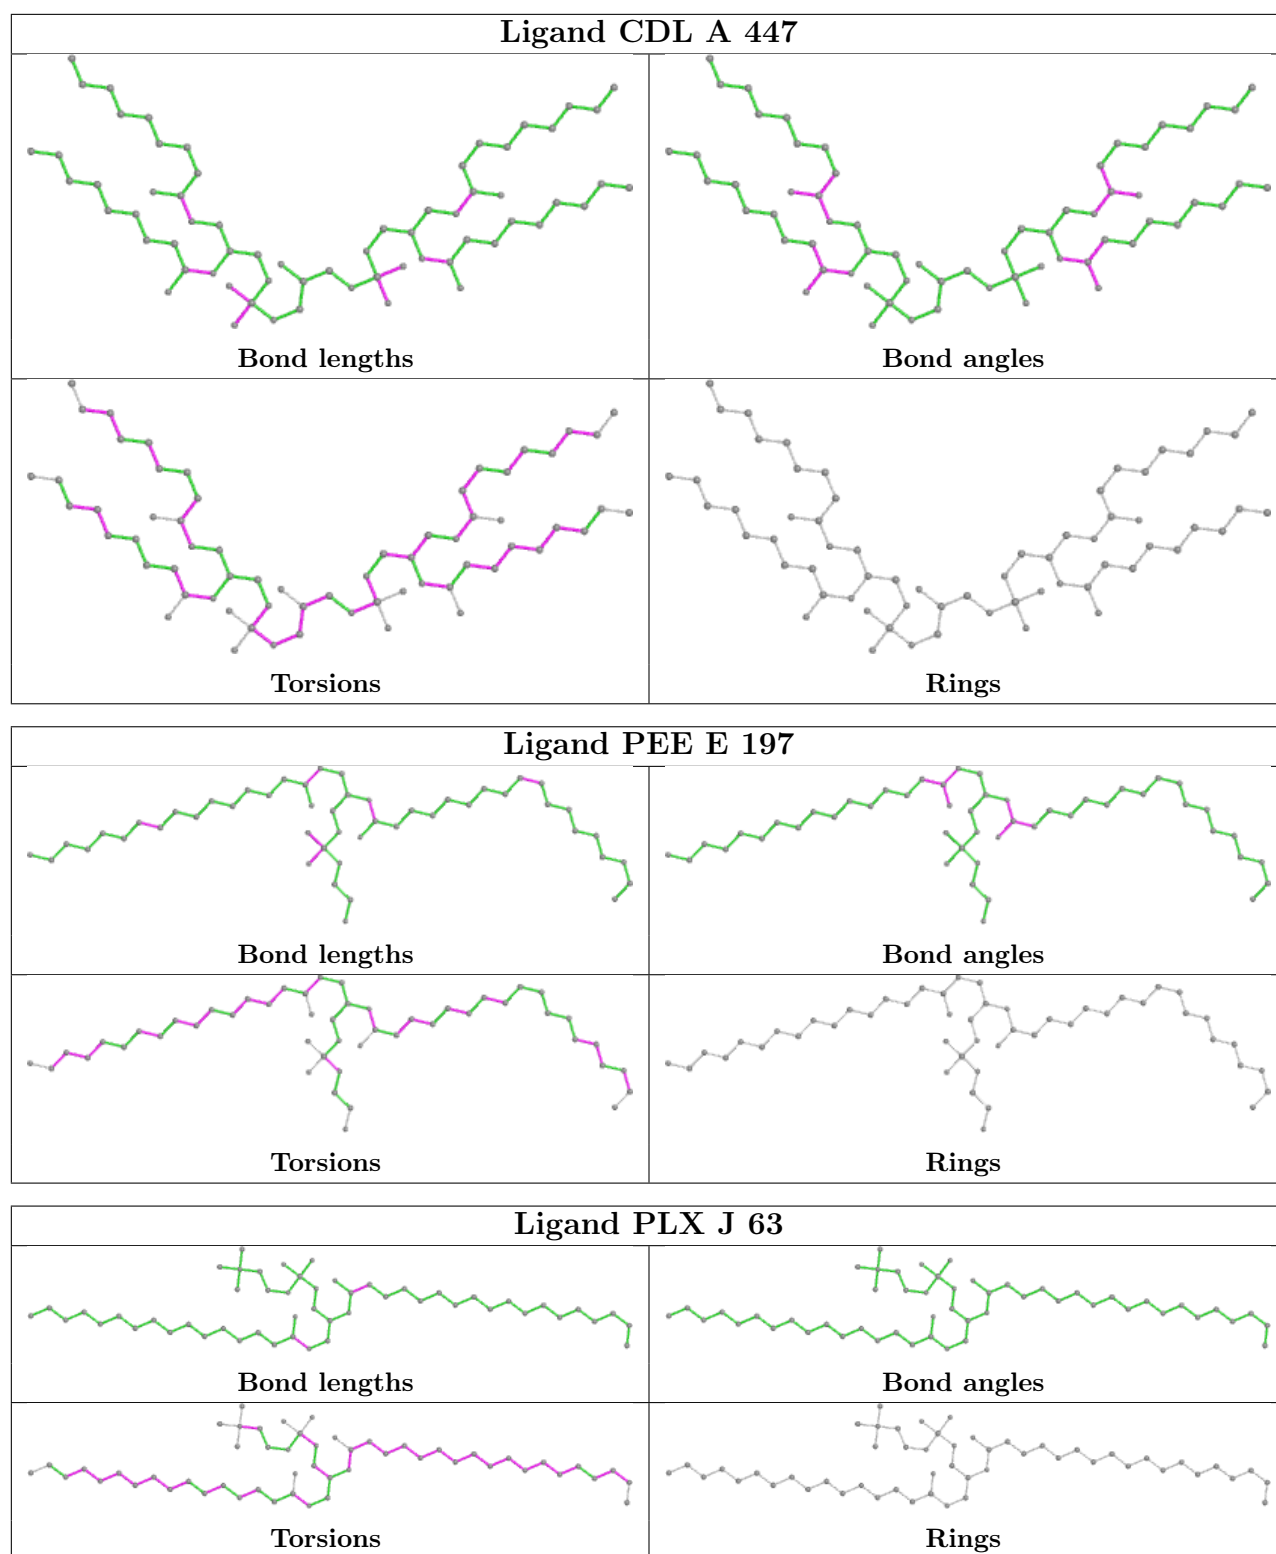 Ligand CDL A 447
Bond lengths
Bond angles
Torsions
Rings
Ligand PEE E 197
Bond lengths
Bond angles
Torsions
Rings
Ligand PLX J 63
Bond lengths
Bond angles
Torsions
Rings